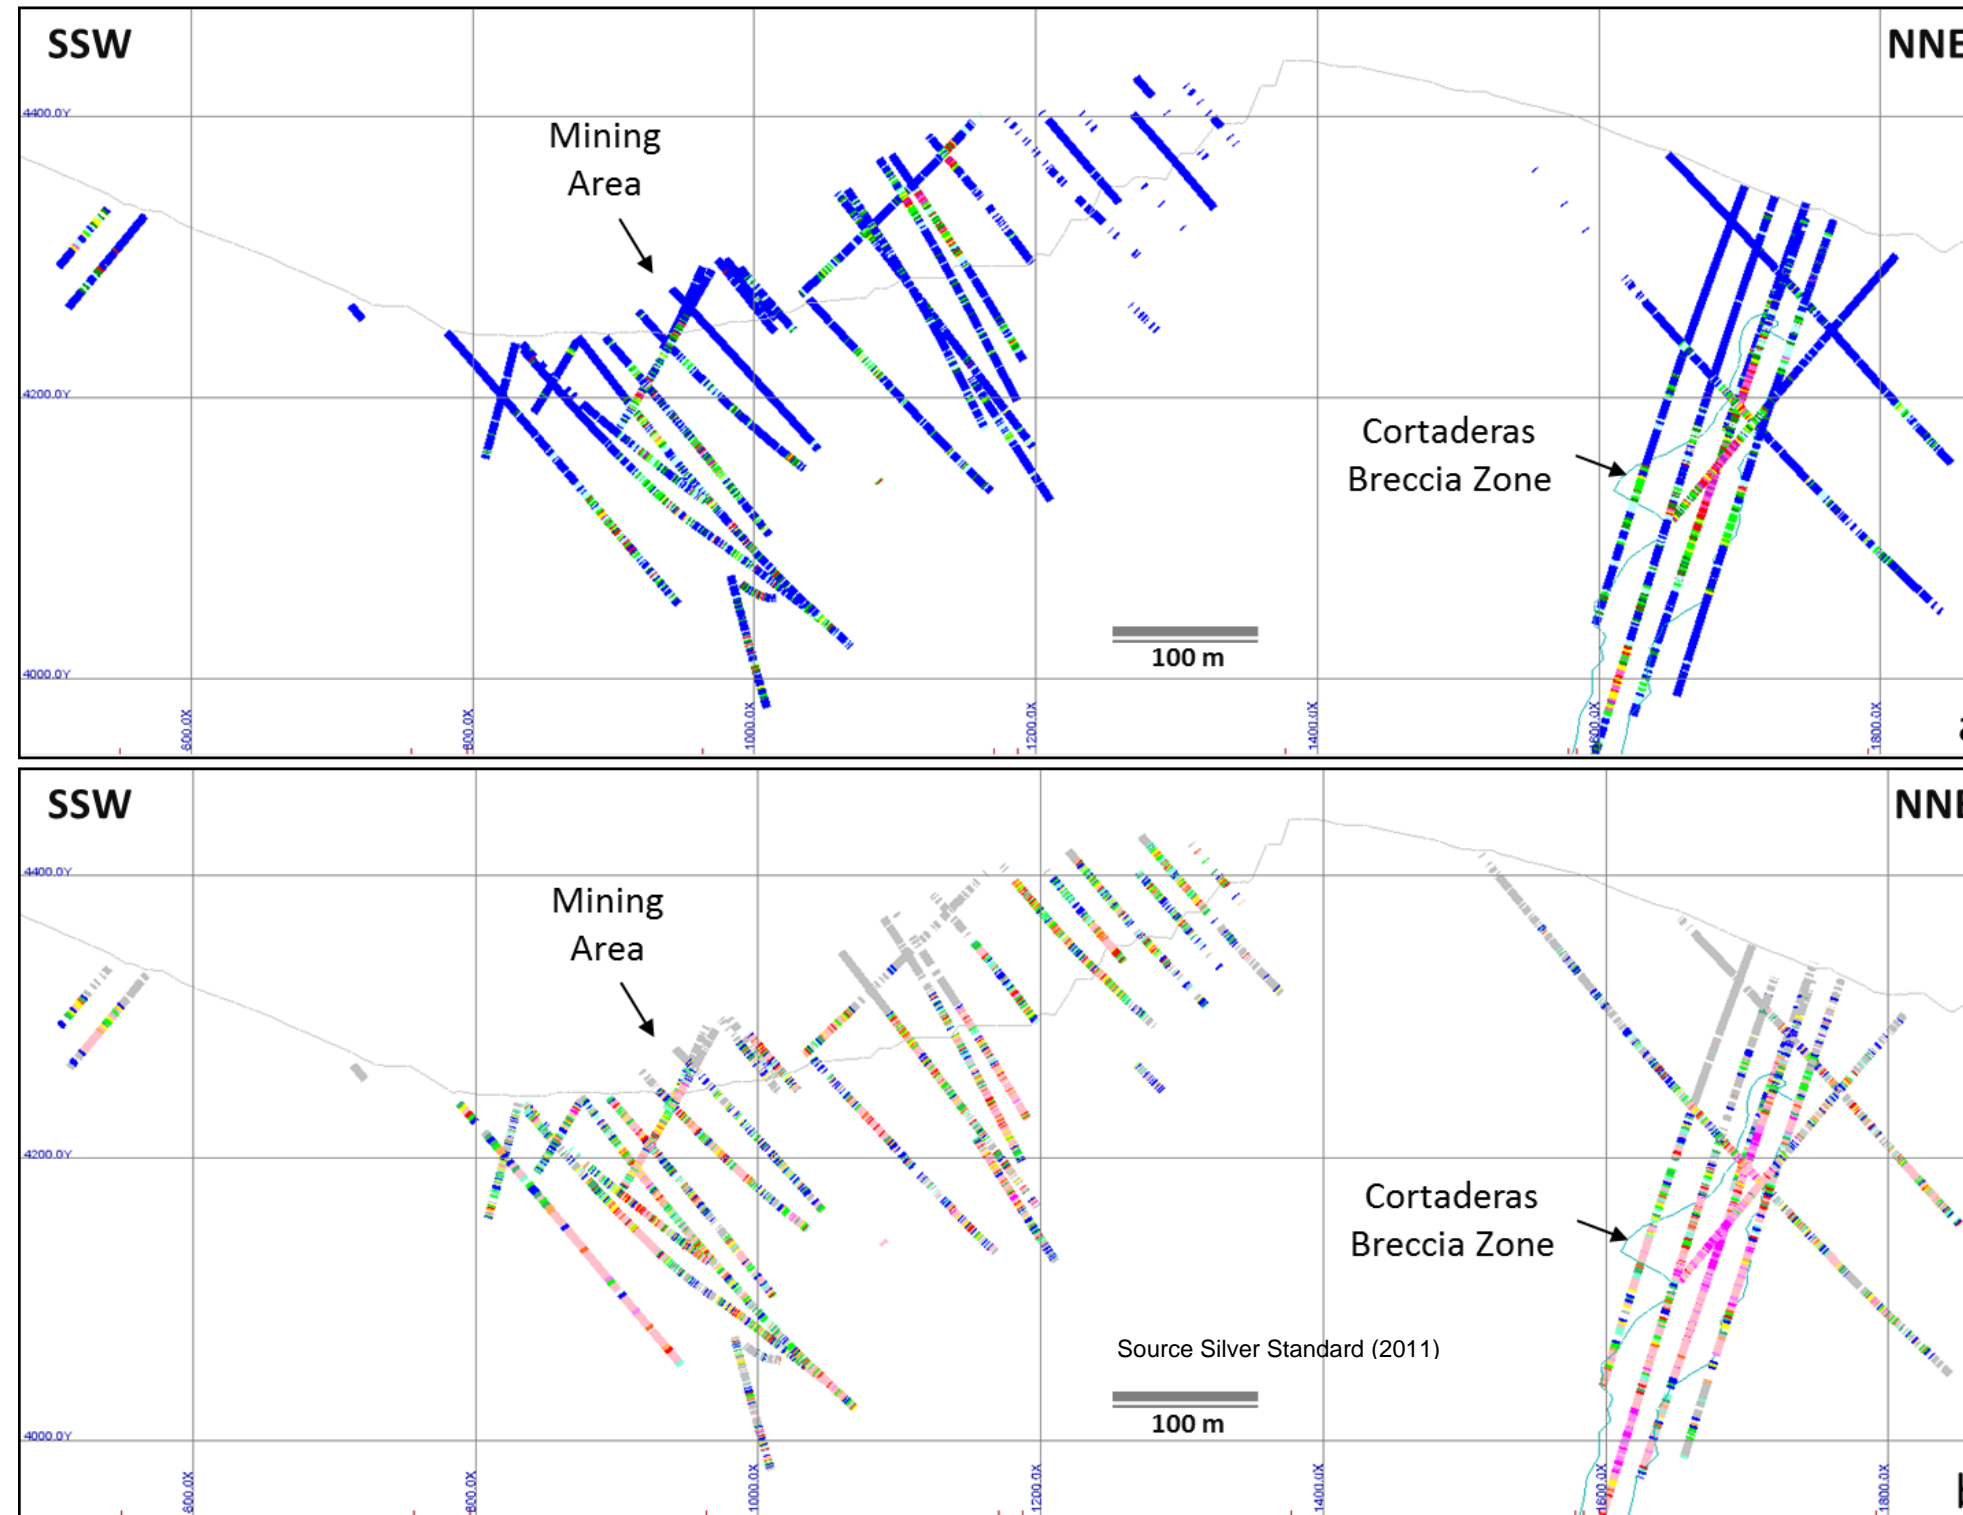 SSW
NNE
4400.0Y
Mining
Area
4200.0Y
Cortaderas
Breccia Zone
100 m
4000.0Y
600.0X
800.0X
1000.0X
1200.0X
1400.0X
1600.0X
1800.0X
SSW
4400.0Y
Mining
Area
4200.0Y
Cortaderas
Breccia Zone
Source Silver Standard (2011)
100 m
4000.0Y
600.0X
800.0X
1000.0X
1200.0X
1400.0X
1600.0X
1800.0X